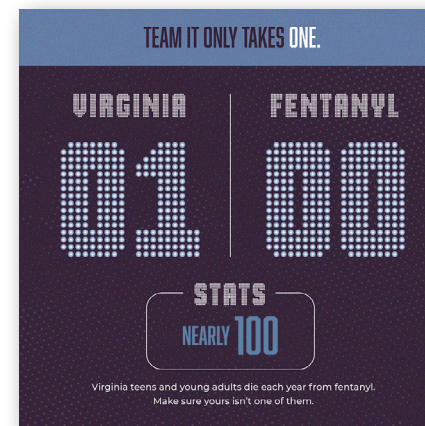 TEAM IT ONLY TAKES ONE.
VIRGINIA FENTANYL
01 00
STATS
NEARLY 100
Virginia teens and young adults die each year from fentanyl.
Make sure yours isn't one of them.